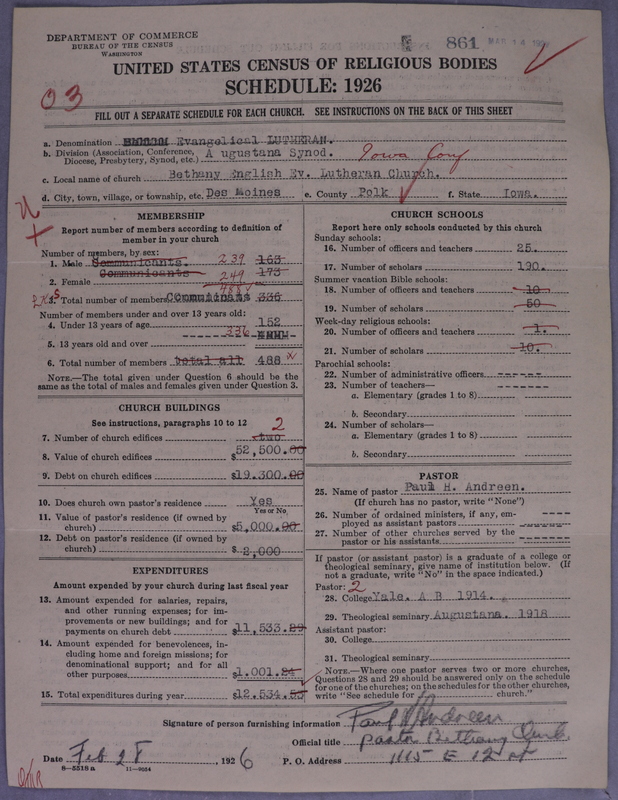 DEPARTMENT OF COMMERCE
BUREAU OF THE CENSUS
WASHINGTON
861
MAR 14
UNITED STATES CENSUS OF RELIGIOUS BODIES
SCHEDULE: 1926
03
FILL OUT A SEPARATE SCHEDULE FOR EACH CHURCH. SEE INSTRUCTIONS ON THE BACK OF THIS SHEET
a. Denomination Evangelical LUTHERAN.
b. Division (Association, Conference, Diocese, Presbytery, Synod, etc.) A ugustana Synod. Iowa Conf
c. Local name of church Bethany English Ev. Lutheran Church.
d. City, town, village, or township, etc. Des Moines e. County Polk f. State Iowa.
MEMBERSHIP
Report number of members according to definition of
member in your church
Number of members, by sex:
1. Male Communicants. 239 163
2. Female Communicants 249 173
488
3. Total number of members Communicants 336
Number of members under and over 13 years old:
4. Under 13 years of age 152
5. 13 years old and over 336
6. Total number of members total all 488
NOTE.—The total given under Question 6 should be the
same as the total of males and females given under Question 3.
CHURCH BUILDINGS
See instructions, paragraphs 10 to 12
7. Number of church edifices two 2
8. Value of church edifices $52,500.00
9. Debt on church edifices $19.300.00
10. Does church own pastor's residence Yes
Yes or No
11. Value of pastor's residence (if owned by
church) $5,000.00
12. Debt on pastor's residence (if owned by
church) $2,000
EXPENDITURES
Amount expended by your church during last fiscal year
13. Amount expended for salaries, repairs,
and other running expenses; for im-
provements or new buildings; and for
payments on church debt $11,533.29
14. Amount expended for benevolences, in-
cluding home and foreign missions; for
denominational support; and for all
other purposes $1.001.24
15. Total expenditures during year $12,534.53
CHURCH SCHOOLS
Report here only schools conducted by this church
Sunday schools:
16. Number of officers and teachers 25.
17. Number of scholars 190.
Summer vacation Bible schools:
18. Number of officers and teachers 10
19. Number of scholars 50
Week-day religious schools:
20. Number of officers and teachers 1.
21. Number of scholars 10.
Parochial schools:
22. Number of administrative officers
23. Number of teachers—
a. Elementary (grades 1 to 8)
b. Secondary
24. Number of scholars—
a. Elementary (grades 1 to 8)
b. Secondary
PASTOR
25. Name of pastor Paul H. Andreen.
(If church has no pastor, write "None")
26. Number of ordained ministers, if any, em-
ployed as assistant pastors
27. Number of other churches served by the
pastor or his assistants
If pastor (or assistant pastor) is a graduate of a college or
theological seminary, give name of institution below. (If
not a graduate, write "No" in the space indicated.)
Pastor: 2
28. College Yale. A B 1914.
29. Theological seminary Augustana. 1918
Assistant pastor:
30. College
31. Theological seminary
NOTE.—Where one pastor serves two or more churches,
Questions 28 and 29 should be answered only on the schedule
for one of the churches; on the schedules for the other churches,
write "See schedule for church."
Signature of person furnishing information Paul H Andreen
Official title Pastor Bethany Church
Date Feb 28, 1926 P. O. Address 1115 E 12 st
8—5518 a 11—9054